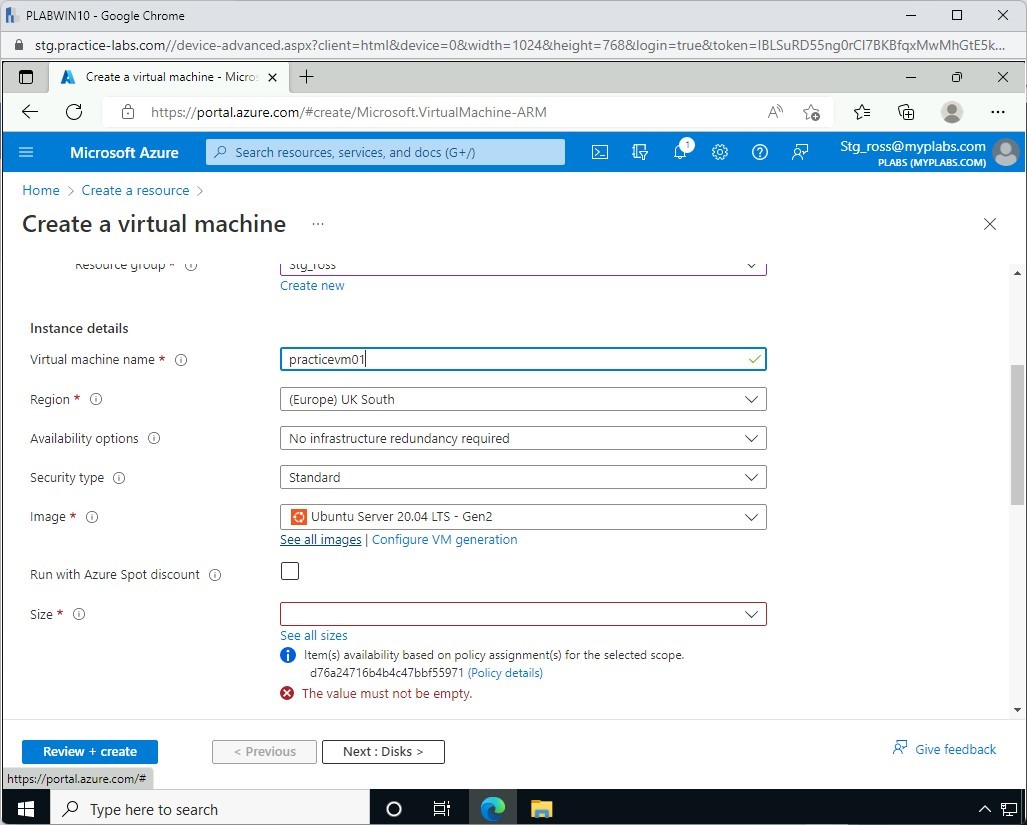 PLABWIN10 - Google Chrome
stg.practice-labs.com//device-advanced.aspx?client=html&device=0&width=1024&height=768&login=true&token=IBLSuRD55ng0rCl7BKBfqxMwMhGtE5k...
Create a virtual machine - Micros
https://portal.azure.com/#create/Microsoft.VirtualMachine-ARM
Microsoft Azure
Search resources, services, and docs (G+/)
1
Stg_ross@myplabs.com
PLABS (MYPLABS.COM)
Home > Create a resource >
Create a virtual machine ...
Resource group * Stg_ross
Create new
Instance details
Virtual machine name * practicevm01
Region * (Europe) UK South
Availability options No infrastructure redundancy required
Security type Standard
Image * Ubuntu Server 20.04 LTS - Gen2
See all images | Configure VM generation
Run with Azure Spot discount
Size *
See all sizes
Item(s) availability based on policy assignment(s) for the selected scope.
d76a24716b4b4c47bbf55971 (Policy details)
The value must not be empty.
Review + create < Previous Next : Disks > Give feedback
https://portal.azure.com/#
Type here to search